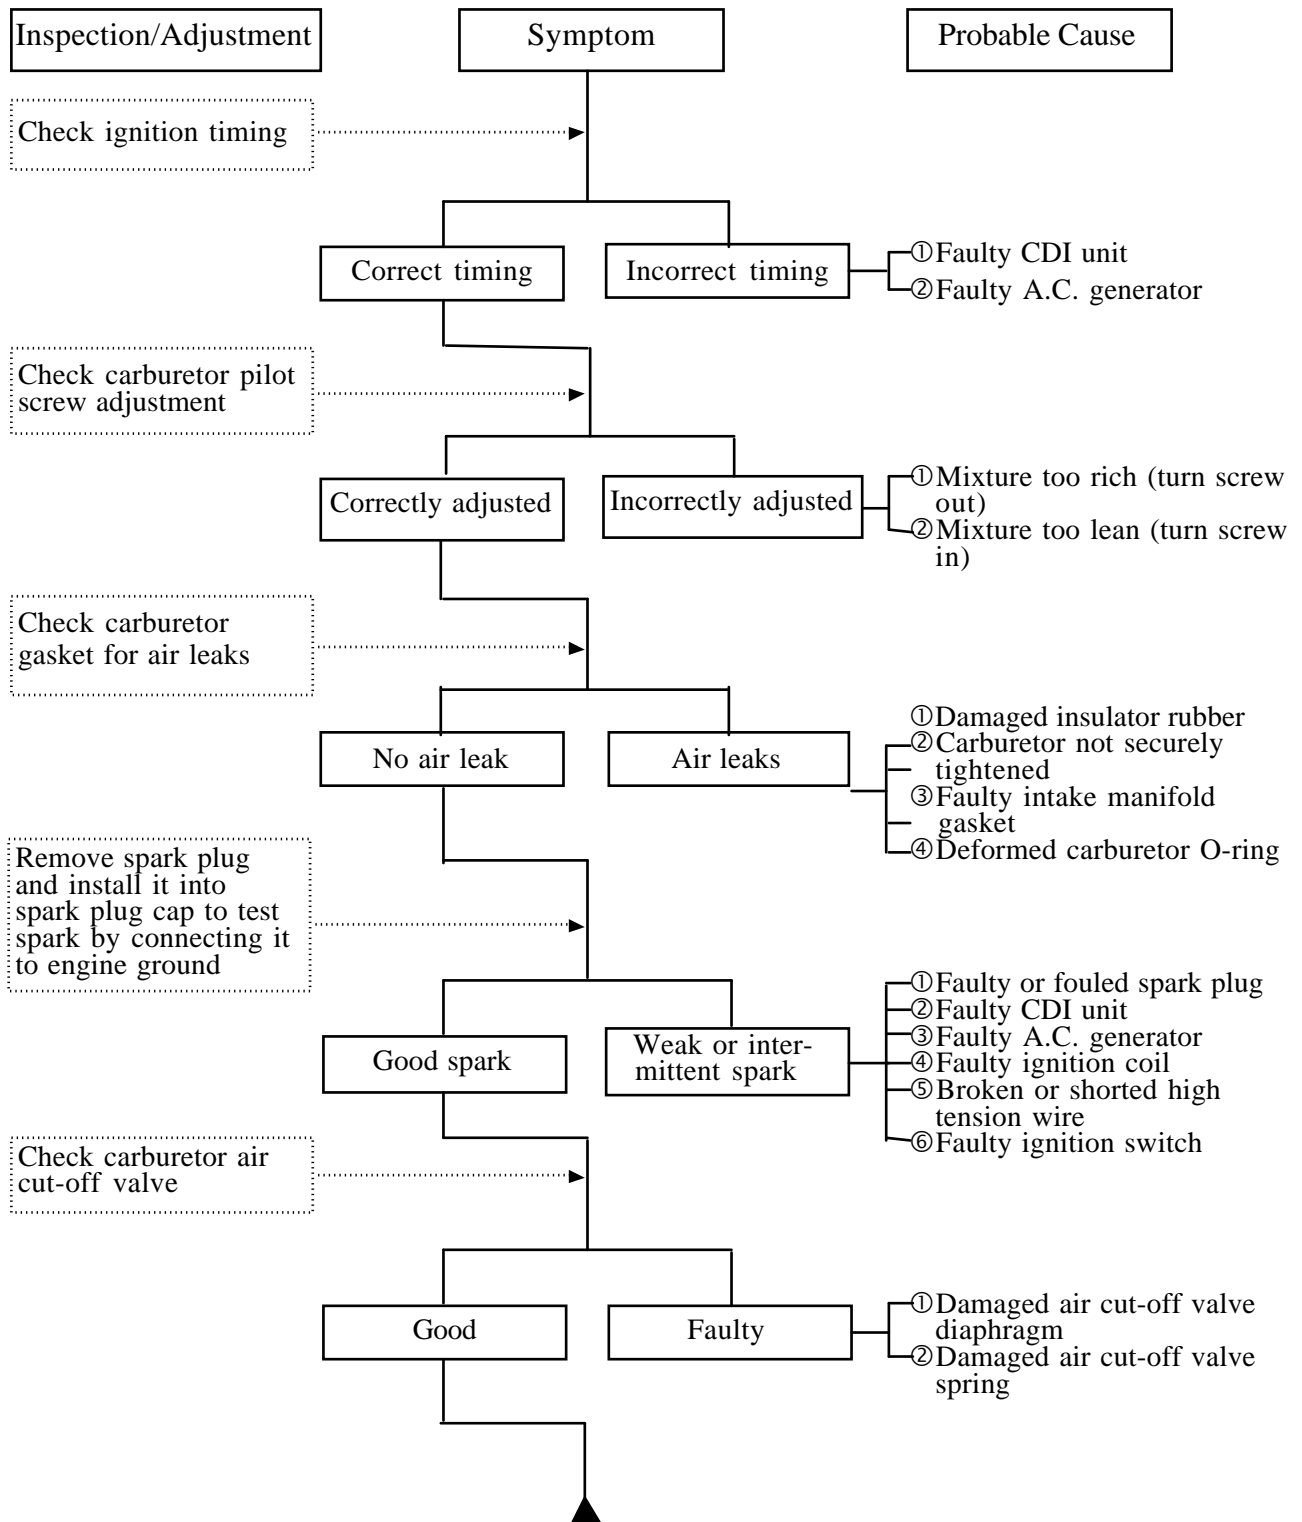 Inspection/Adjustment
Symptom
Probable Cause
Check ignition timing
Correct timing
Incorrect timing
①Faulty CDI unit
②Faulty A.C. generator
Check carburetor pilot
screw adjustment
Correctly adjusted
Incorrectly adjusted
①Mixture too rich (turn screw
out)
②Mixture too lean (turn screw
in)
Check carburetor
gasket for air leaks
No air leak
Air leaks
①Damaged insulator rubber
②Carburetor not securely
tightened
③Faulty intake manifold
gasket
④Deformed carburetor O-ring
Remove spark plug
and install it into
spark plug cap to test
spark by connecting it
to engine ground
Good spark
Weak or inter-
mittent spark
①Faulty or fouled spark plug
②Faulty CDI unit
③Faulty A.C. generator
④Faulty ignition coil
⑤Broken or shorted high
tension wire
⑥Faulty ignition switch
Check carburetor air
cut-off valve
Good
Faulty
①Damaged air cut-off valve
diaphragm
②Damaged air cut-off valve
spring